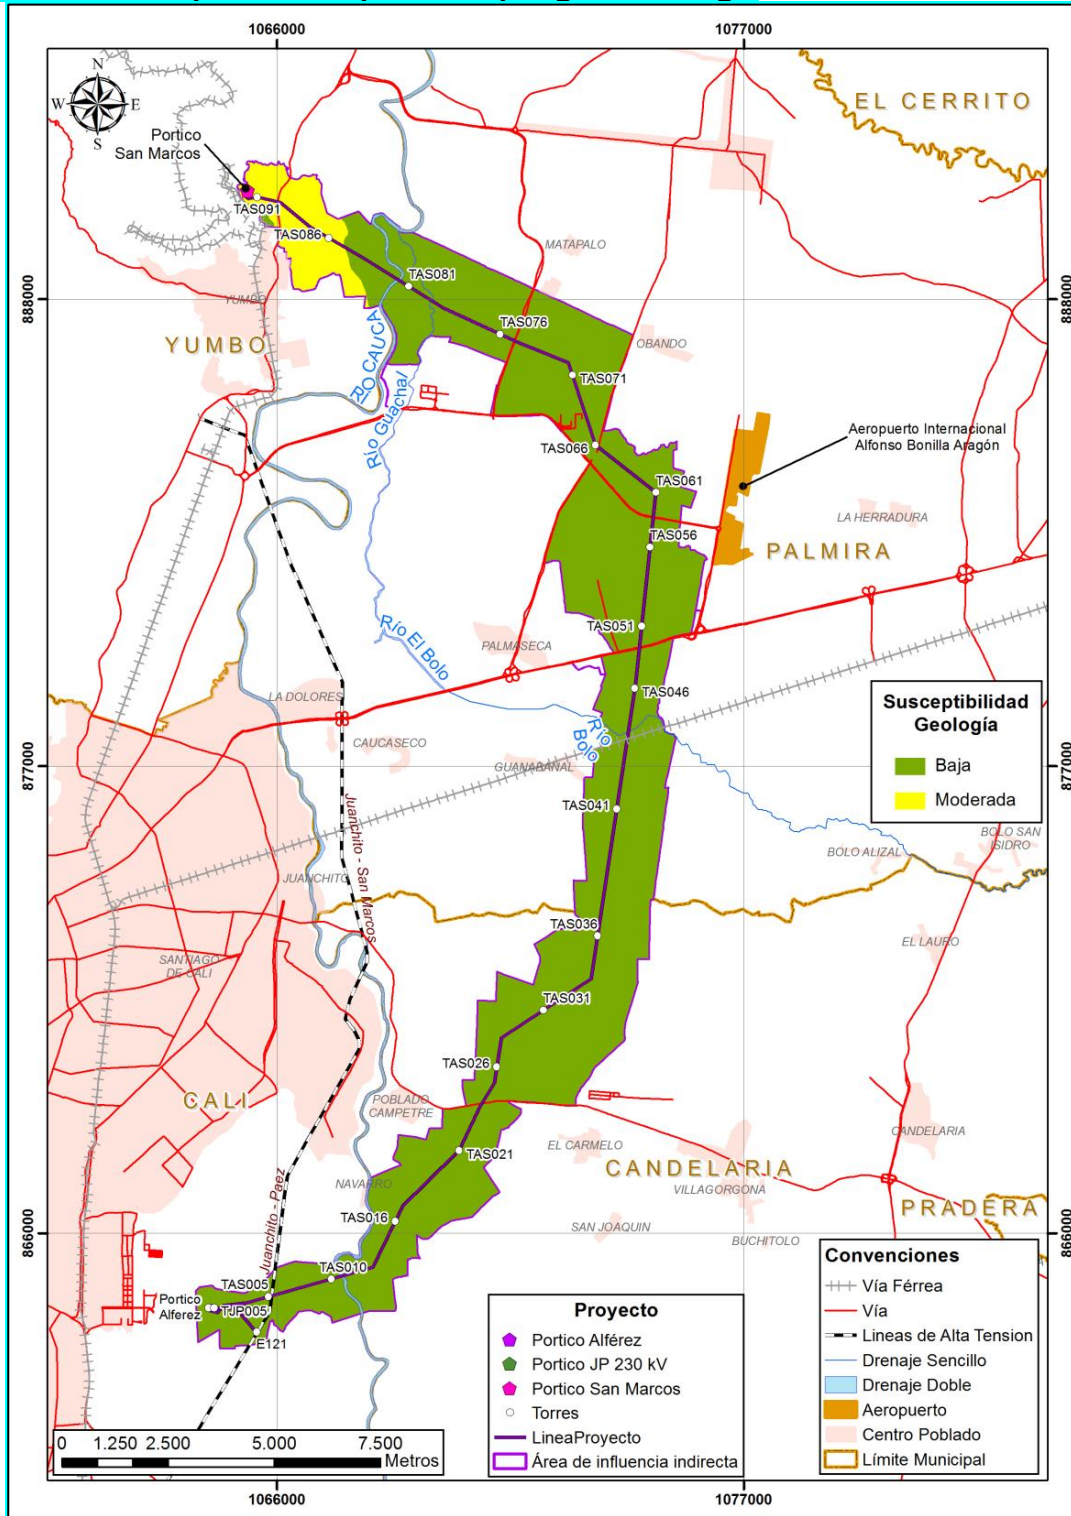 1066000
1077000
N
W
E
S
EL CERRITO
Portico
San Marcos
TAS091
TAS086
MATAPALO
TAS081
888000
888000
YUMBO
TAS076
YUMBO
RÍO CAUCA
OBANDO
TAS071
Río Guachal
Aeropuerto Internacional
Alfonso Bonilla Aragón
TAS066
TAS061
LA HERRADURA
TAS056
PALMIRA
TAS051
Río El Bolo
PALMASECA
TAS046
LA DOLORES
Susceptibilidad
Geología
Baja
Moderada
Río
Bolo
CAUCASECO
GUANABANAL
877000
877000
TAS041
Juanchito - San Marcos
BOLO SAN
ISIDRO
BOLO ALIZAL
JUANCHITO
TAS036
EL LAURO
SANTIAGO
DE CALI
TAS031
TAS026
CALI
POBLADO
CAMPETRE
CANDELARIA
EL CARMELO
TAS021
CANDELARIA
VILLAGORGONA
NAVARRO
PRADERA
TAS016
SAN JOAQUIN
BUCHITOLO
866000
866000
Juanchito - Paez
TAS010
TAS005
Portico
Alferez
TJP005'
E121
Proyecto
Portico Alférez
Portico JP 230 kV
Portico San Marcos
Torres
LineaProyecto
Área de influencia indirecta
Convenciones
Vía Férrea
Vía
Lineas de Alta Tension
Drenaje Sencillo
Drenaje Doble
Aeropuerto
Centro Poblado
Límite Municipal
0 1.250 2.500 5.000 7.500
Metros
1066000
1077000